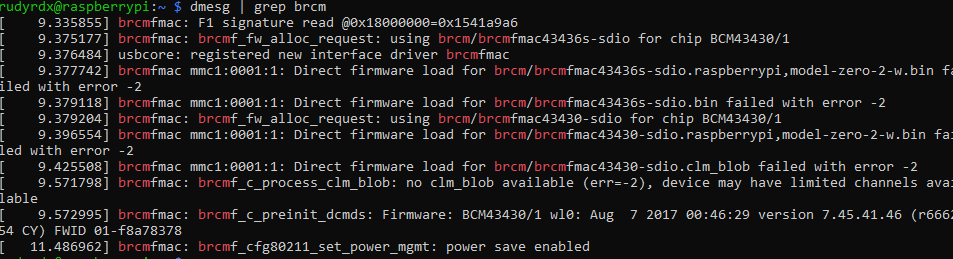 rudyrdx@raspberrypi:~ $ dmesg | grep brcm
[    9.335855] brcmfmac: F1 signature read @0x18000000=0x1541a9a6
[    9.375177] brcmfmac: brcmf_fw_alloc_request: using brcm/brcmfmac43436s-sdio for chip BCM43430/1
[    9.376484] usbcore: registered new interface driver brcmfmac
[    9.377742] brcmfmac mmc1:0001:1: Direct firmware load for brcm/brcmfmac43436s-sdio.raspberrypi,model-zero-2-w.bin fa
iled with error -2
[    9.379118] brcmfmac mmc1:0001:1: Direct firmware load for brcm/brcmfmac43436s-sdio.bin failed with error -2
[    9.379204] brcmfmac: brcmf_fw_alloc_request: using brcm/brcmfmac43430-sdio for chip BCM43430/1
[    9.396554] brcmfmac mmc1:0001:1: Direct firmware load for brcm/brcmfmac43430-sdio.raspberrypi,model-zero-2-w.bin fai
led with error -2
[    9.425508] brcmfmac mmc1:0001:1: Direct firmware load for brcm/brcmfmac43430-sdio.clm_blob failed with error -2
[    9.571798] brcmfmac: brcmf_c_process_clm_blob: no clm_blob available (err=-2), device may have limited channels avai
lable
[    9.572995] brcmfmac: brcmf_c_preinit_dcmds: Firmware: BCM43430/1 wl0: Aug  7 2017 00:46:29 version 7.45.41.46 (r6662
54 CY) FWID 01-f8a78378
[   11.486962] brcmfmac: brcmf_cfg80211_set_power_mgmt: power save enabled